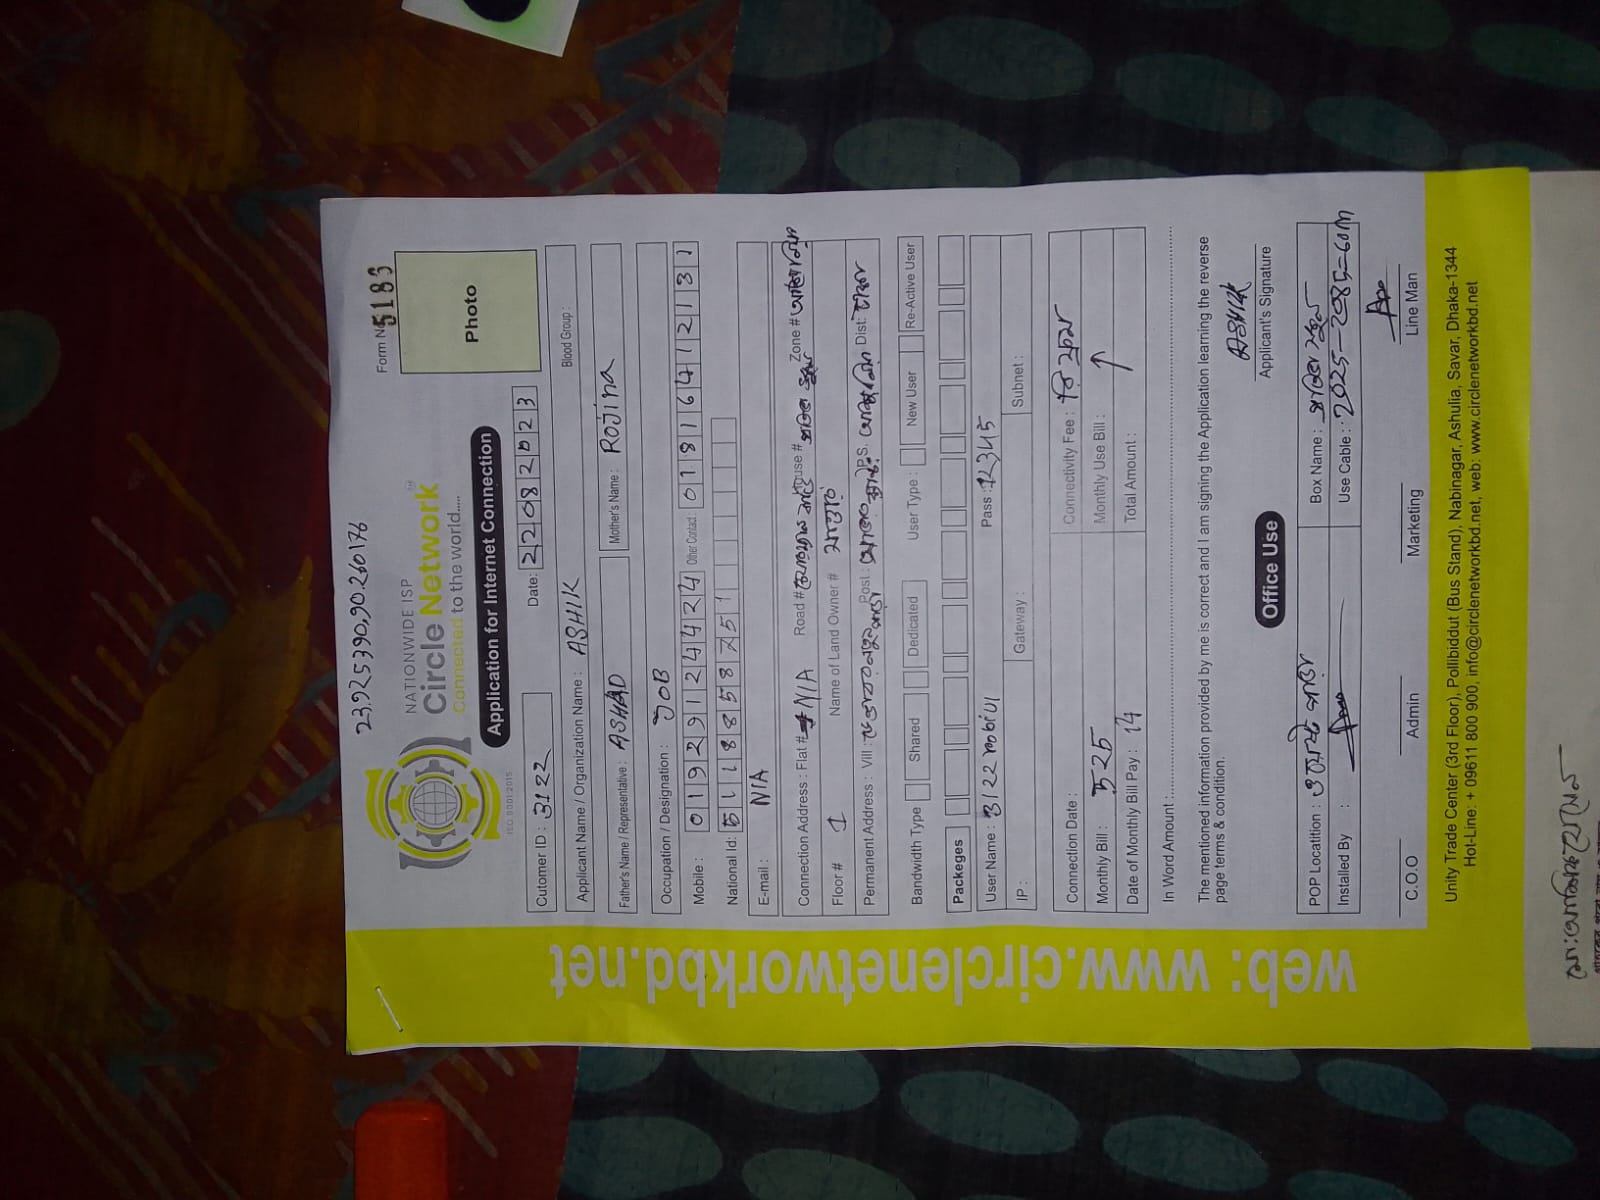 23.925390,90.260176
NATIONWIDE ISP
Circle Network™
Connected to the world....
ISO 9001:2015
Form No 5183
Photo
Application for Internet Connection
Cutomer ID : 3122 Date: 22082023
Applicant Name / Organization Name : ASHIK Blood Group :
Father's Name / Representative : ASHAD Mother's Name : Rojina
Occupation / Designation : JOB
Mobile : 01929124424 Other Contact : 01816412131
National Id: 5118858751
E-mail : N/A
Connection Address : Flat # N/A Road # House # Zone #
Floor # 1 Name of Land Owner #
Permanent Address : Vill : Post : P.S: Dist: ঢাকা
Bandwidth Type Shared Dedicated User Type : New User Re-Active User
Packeges
User Name : 3122robiul Pass : 12345
IP : Gateway : Subnet :
Connection Date : Connectivity Fee : ফ্রি
Monthly Bill : 525 Monthly Use Bill :
Date of Monthly Bill Pay : 14 Total Amount :
In Word Amount :
The mentioned information provided by me is correct and I am signing the Application learning the reverse
page terms & condition.
ASHIK
Applicant's Signature
Office Use
POP Locatition : Box Name :
Installed By : Use Cable : 2025-2085=60m
C.O.O Admin Marketing Line Man
Unity Trade Center (3rd Floor), Pollibiddut (Bus Stand), Nabinagar, Ashulia, Savar, Dhaka-1344
Hot-Line: + 09611 800 900, info@circlenetworkbd.net, web: www.circlenetworkbd.net
web: www.circlenetworkbd.net